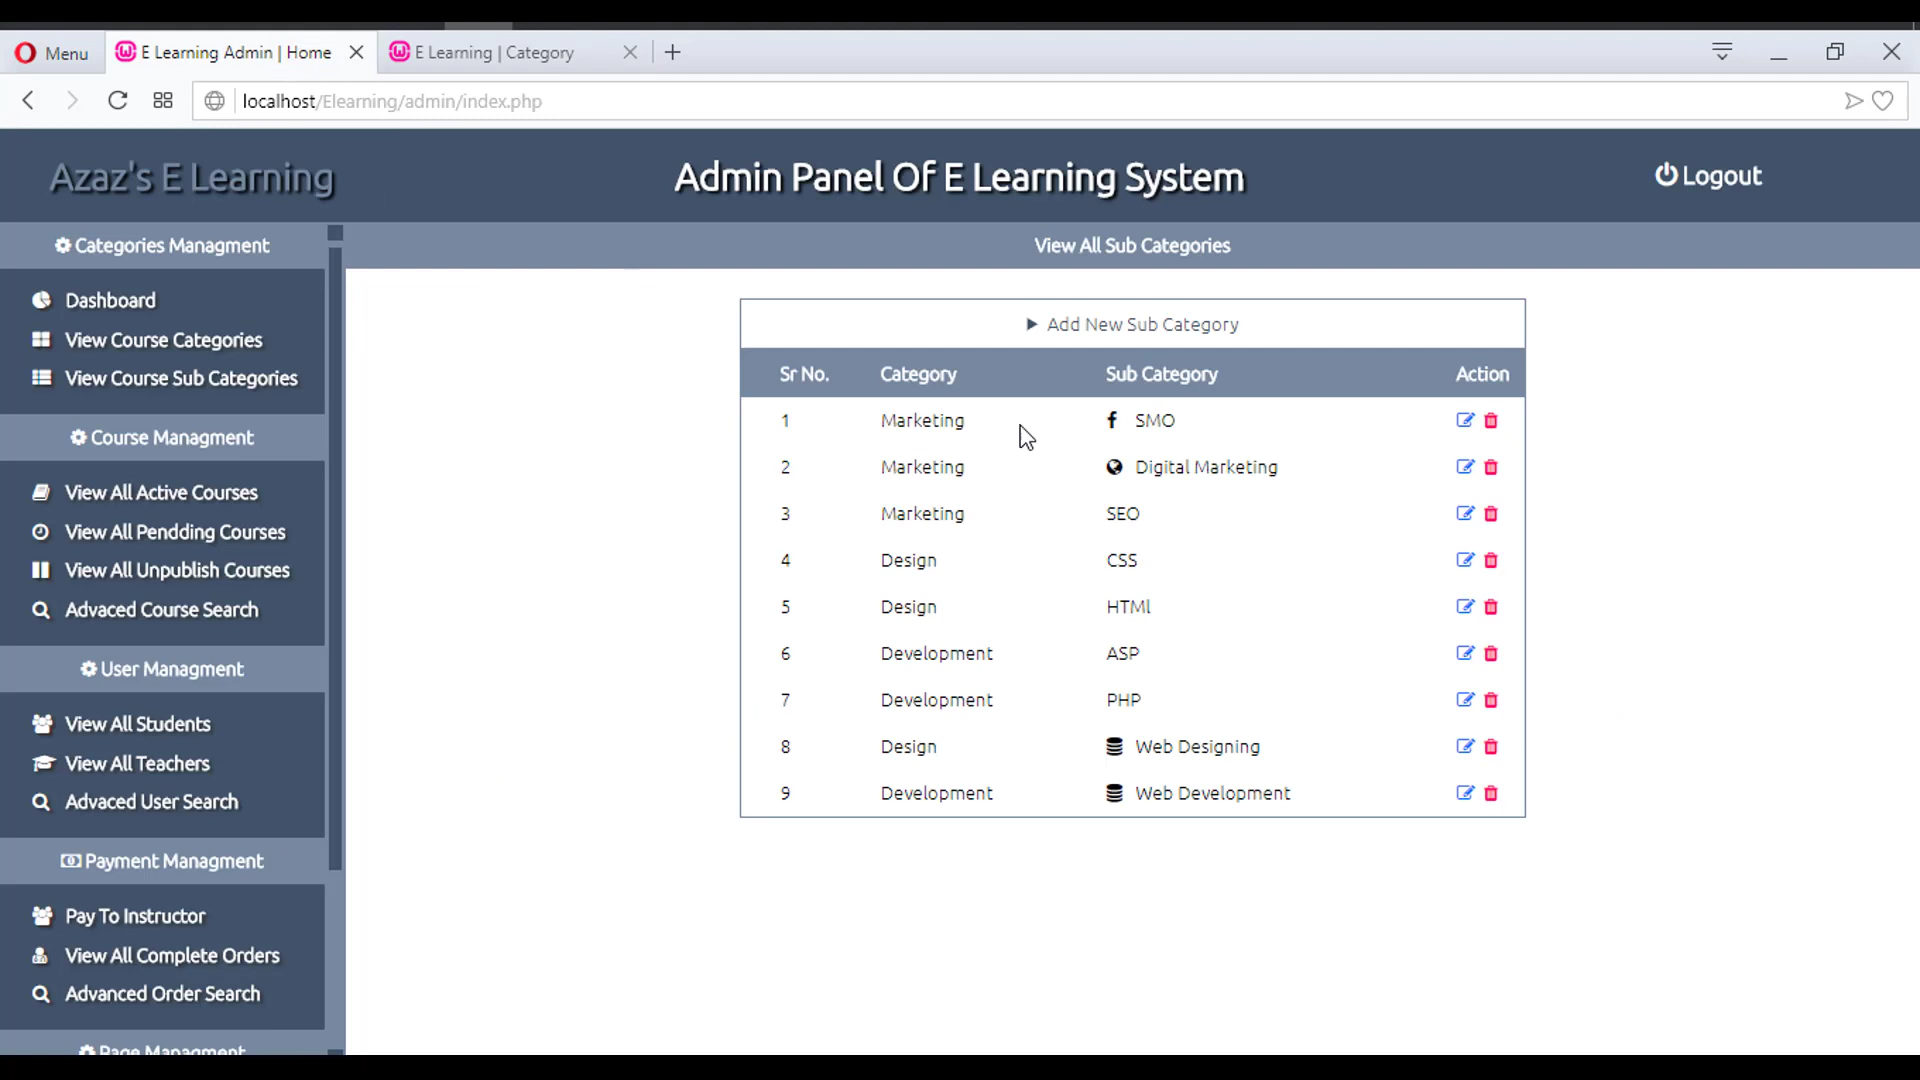 Menu
E Learning Admin | Home
E Learning | Category
localhost/Elearning/admin/index.php
Azaz's E Learning
Admin Panel Of E Learning System
Logout
Categories Managment
Dashboard
View Course Categories
View Course Sub Categories
Course Managment
View All Active Courses
View All Pendding Courses
View All Unpublish Courses
Advaced Course Search
User Managment
View All Students
View All Teachers
Advaced User Search
Payment Managment
Pay To Instructor
View All Complete Orders
Advanced Order Search
Page Managment
View All Sub Categories
Add New Sub Category
Sr No. Category Sub Category Action
1 Marketing SMO
2 Marketing Digital Marketing
3 Marketing SEO
4 Design CSS
5 Design HTMl
6 Development ASP
7 Development PHP
8 Design Web Designing
9 Development Web Development